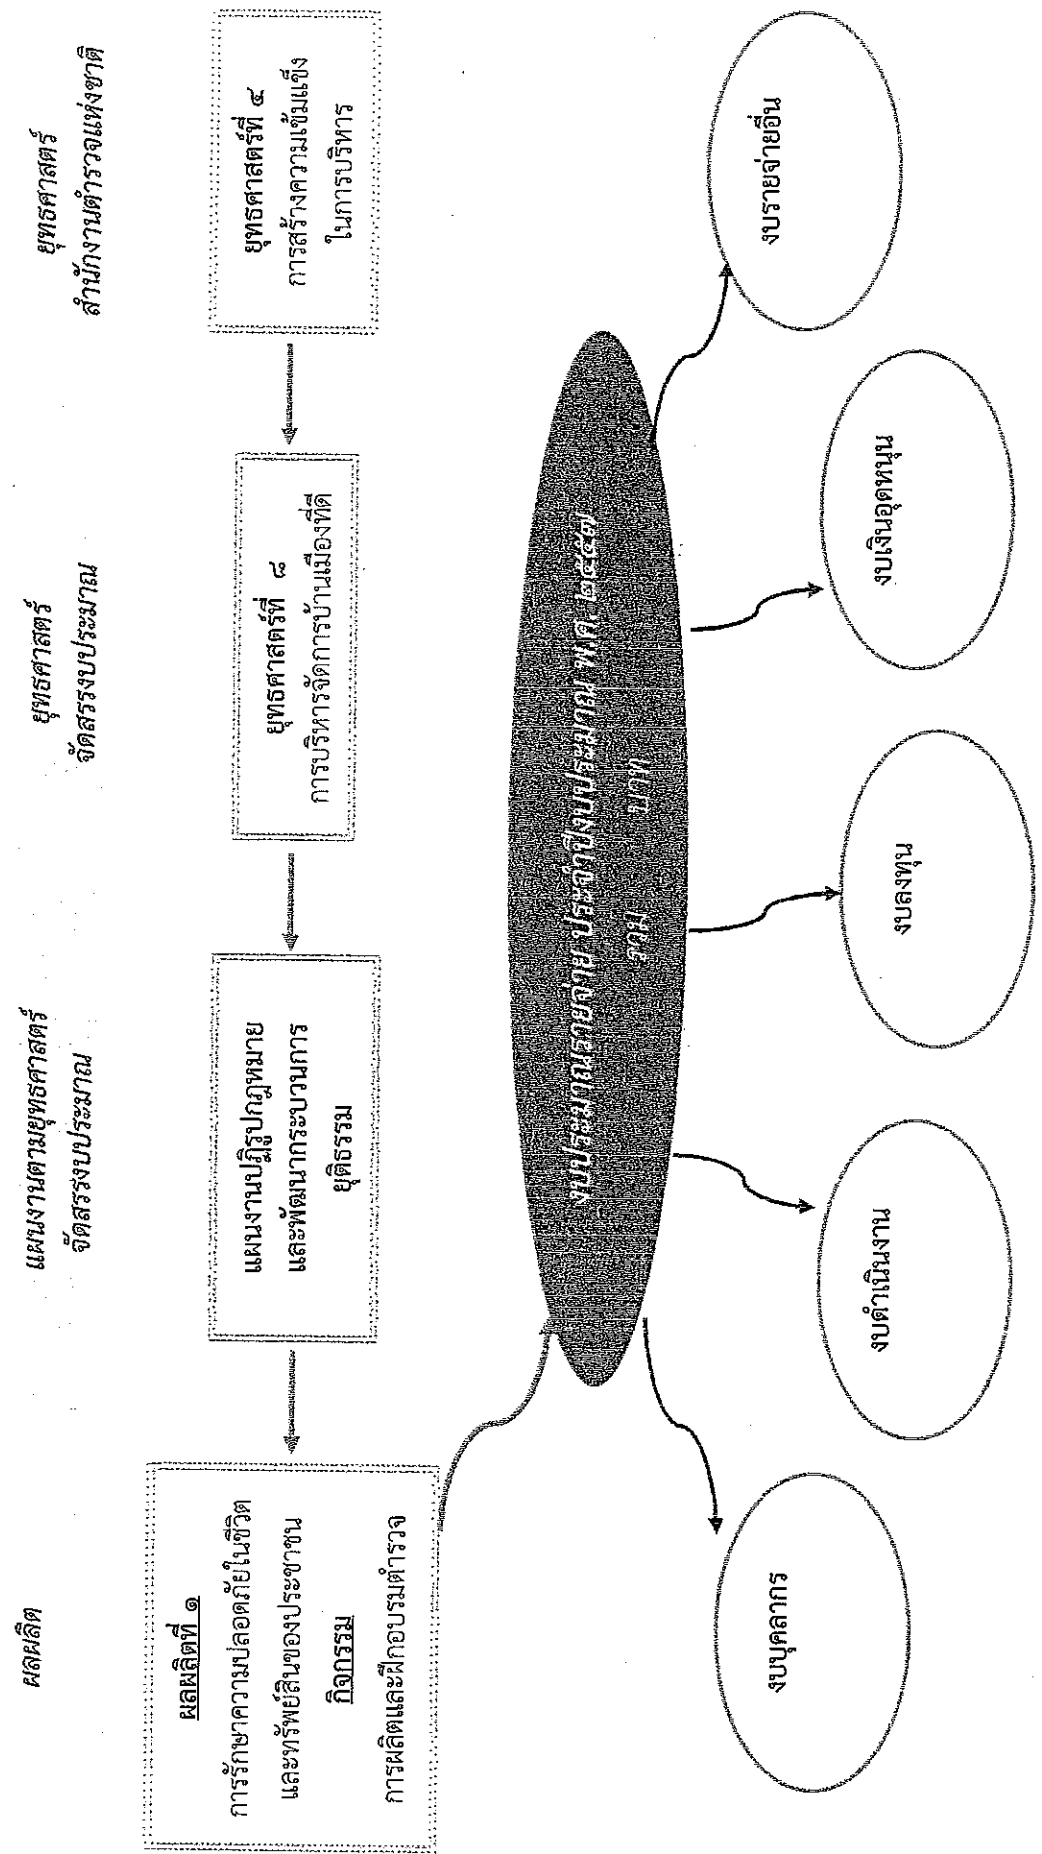 ผลผลิต
แผนงานตามยุทธศาสตร์
จัดสรรงบประมาณ
ยุทธศาสตร์
จัดสรรงบประมาณ
ยุทธศาสตร์
สำนักงานตำรวจแห่งชาติ
ผลผลิตที่ ๑
การรักษาความปลอดภัยในชีวิต
และทรัพย์สินของประชาชน
กิจกรรม
การผลิตและฝึกอบรมตำรวจ
แผนงานปฏิรูปกฎหมาย
และพัฒนากระบวนการ
ยุติธรรม
ยุทธศาสตร์ที่ ๘
การบริหารจัดการบ้านเมืองที่ดี
ยุทธศาสตร์ที่ ๔
การสร้างความเข้มแข็ง
ในการบริหาร
งบประมาณรายจ่าย ประจำปีงบประมาณ พ.ศ. ๒๕๕๗
รวม บาท
งบบุคลากร
งบดำเนินงาน
งบลงทุน
งบเงินอุดหนุน
งบรายจ่ายอื่น